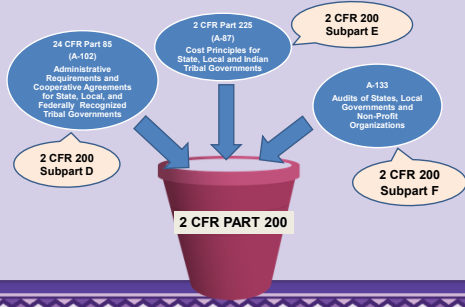 24 CFR Part 85
(A-102)
Administrative
Requirements and
Cooperative Agreements
for State, Local, and
Federally Recognized
Tribal Governments
2 CFR 200
Subpart D
2 CFR Part 225
(A-87)
Cost Principles for
State, Local and Indian
Tribal Governments
2 CFR 200
Subpart E
A-133
Audits of States, Local
Governments and
Non-Profit
Organizations
2 CFR 200
Subpart F
2 CFR PART 200